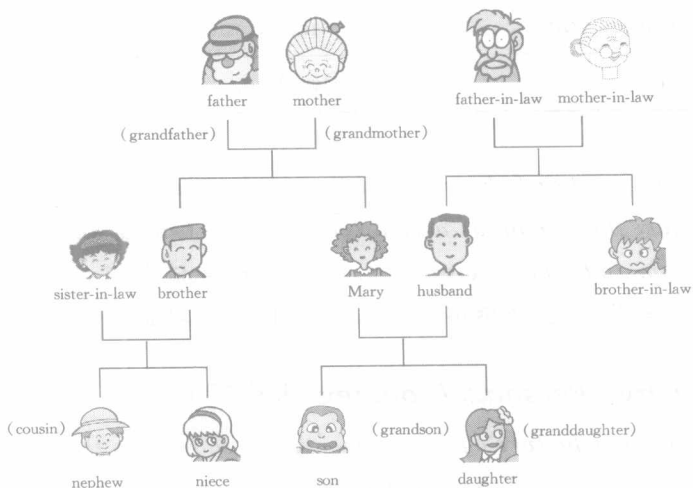 father mother father-in-law mother-in-law
(grandfather) (grandmother)
sister-in-law brother Mary husband brother-in-law
(cousin) (grandson) (granddaughter)
nephew niece son daughter